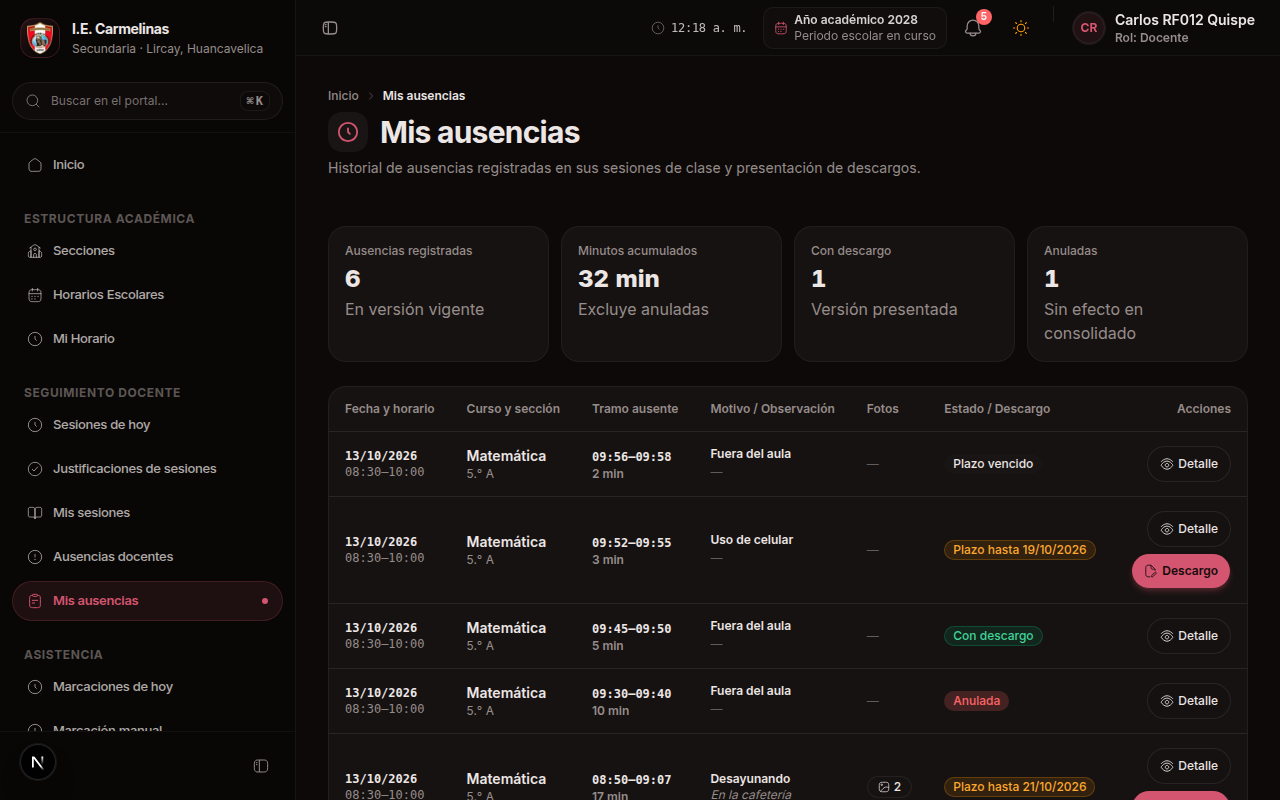 I.E. Carmelinas
Secundaria · Lircay, Huancavelica
Buscar en el portal...
⌘K
Inicio
ESTRUCTURA ACADÉMICA
Secciones
Horarios Escolares
Mi Horario
SEGUIMIENTO DOCENTE
Sesiones de hoy
Justificaciones de sesiones
Mis sesiones
Ausencias docentes
Mis ausencias
ASISTENCIA
Marcaciones de hoy
Marcación manual
N
12:18 a. m.
Año académico 2028
Periodo escolar en curso
5
CR
Carlos RF012 Quispe
Rol: Docente
Inicio > Mis ausencias
Mis ausencias
Historial de ausencias registradas en sus sesiones de clase y presentación de descargos.
Ausencias registradas
6
En versión vigente
Minutos acumulados
32 min
Excluye anuladas
Con descargo
1
Versión presentada
Anuladas
1
Sin efecto en
consolidado
Fecha y horario Curso y sección Tramo ausente Motivo / Observación Fotos Estado / Descargo Acciones
13/10/2026 Matemática 09:56–09:58 Fuera del aula — Plazo vencido Detalle
08:30–10:00 5.° A 2 min —
13/10/2026 Matemática 09:52–09:55 Uso de celular — Plazo hasta 19/10/2026 Detalle
08:30–10:00 5.° A 3 min — Descargo
13/10/2026 Matemática 09:45–09:50 Fuera del aula — Con descargo Detalle
08:30–10:00 5.° A 5 min —
13/10/2026 Matemática 09:30–09:40 Fuera del aula — Anulada Detalle
08:30–10:00 5.° A 10 min —
13/10/2026 Matemática 08:50–09:07 Desayunando 2 Plazo hasta 21/10/2026 Detalle
08:30–10:00 5.° A 17 min En la cafetería